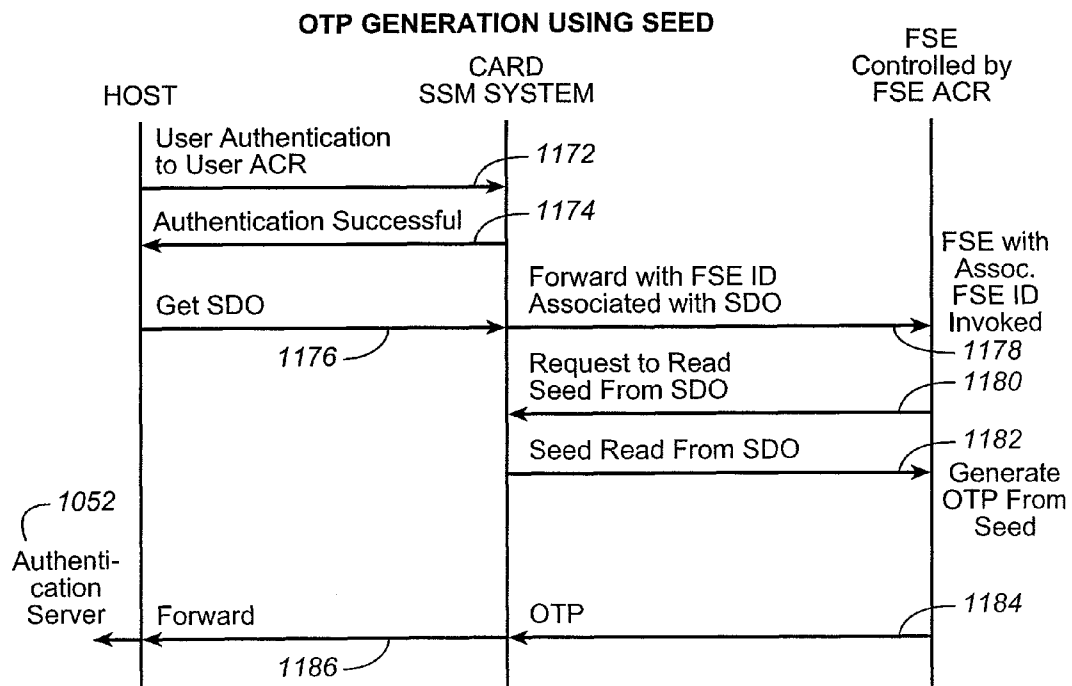 OTP GENERATION USING SEED
HOST
CARD
SSM SYSTEM
FSE
Controlled by
FSE ACR
User Authentication
to User ACR
1172
Authentication Successful
1174
Get SDO
1176
Forward with FSE ID
Associated with SDO
FSE with
Assoc.
FSE ID
Invoked
1178
Request to Read
Seed From SDO
1180
Seed Read From SDO
1182
Generate
OTP From
Seed
1052
Authenti-
cation
Server
Forward
1186
OTP
1184